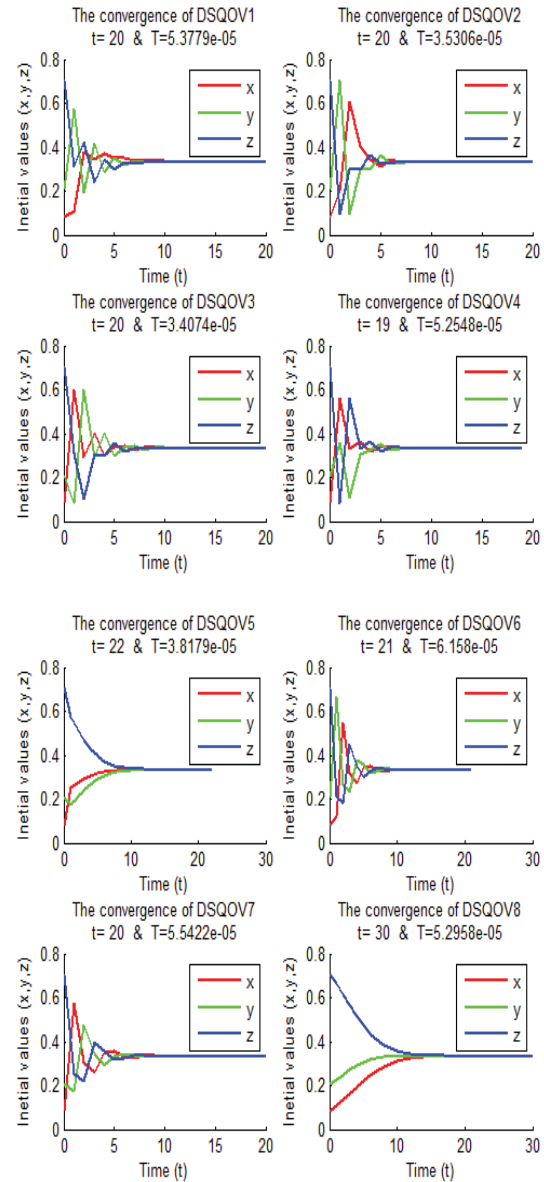 The convergence of DSQOV1
t= 20 & T=5.3779e-05
Inetial values (x,y,z)
0.8
0.6
0.4
0.2
0
x
y
z
0 5 10 15 20
Time (t)
The convergence of DSQOV2
t= 20 & T=3.5306e-05
Inetial values (x,y,z)
0.8
0.6
0.4
0.2
0
x
y
z
0 5 10 15 20
Time (t)
The convergence of DSQOV3
t= 20 & T=3.4074e-05
Inetial values (x,y,z)
0.8
0.6
0.4
0.2
0
x
y
z
0 5 10 15 20
Time (t)
The convergence of DSQOV4
t= 19 & T=5.2548e-05
Inetial values (x,y,z)
0.8
0.6
0.4
0.2
0
x
y
z
0 5 10 15 20
Time (t)
The convergence of DSQOV5
t= 22 & T=3.8179e-05
Inetial values (x,y,z)
0.8
0.6
0.4
0.2
0
x
y
z
0 10 20 30
Time (t)
The convergence of DSQOV6
t= 21 & T=6.158e-05
Inetial values (x,y,z)
0.8
0.6
0.4
0.2
0
x
y
z
0 10 20 30
Time (t)
The convergence of DSQOV7
t= 20 & T=5.5422e-05
Inetial values (x,y,z)
0.8
0.6
0.4
0.2
0
x
y
z
0 5 10 15 20
Time (t)
The convergence of DSQOV8
t= 30 & T=5.2958e-05
Inetial values (x,y,z)
0.8
0.6
0.4
0.2
0
x
y
z
0 10 20 30
Time (t)